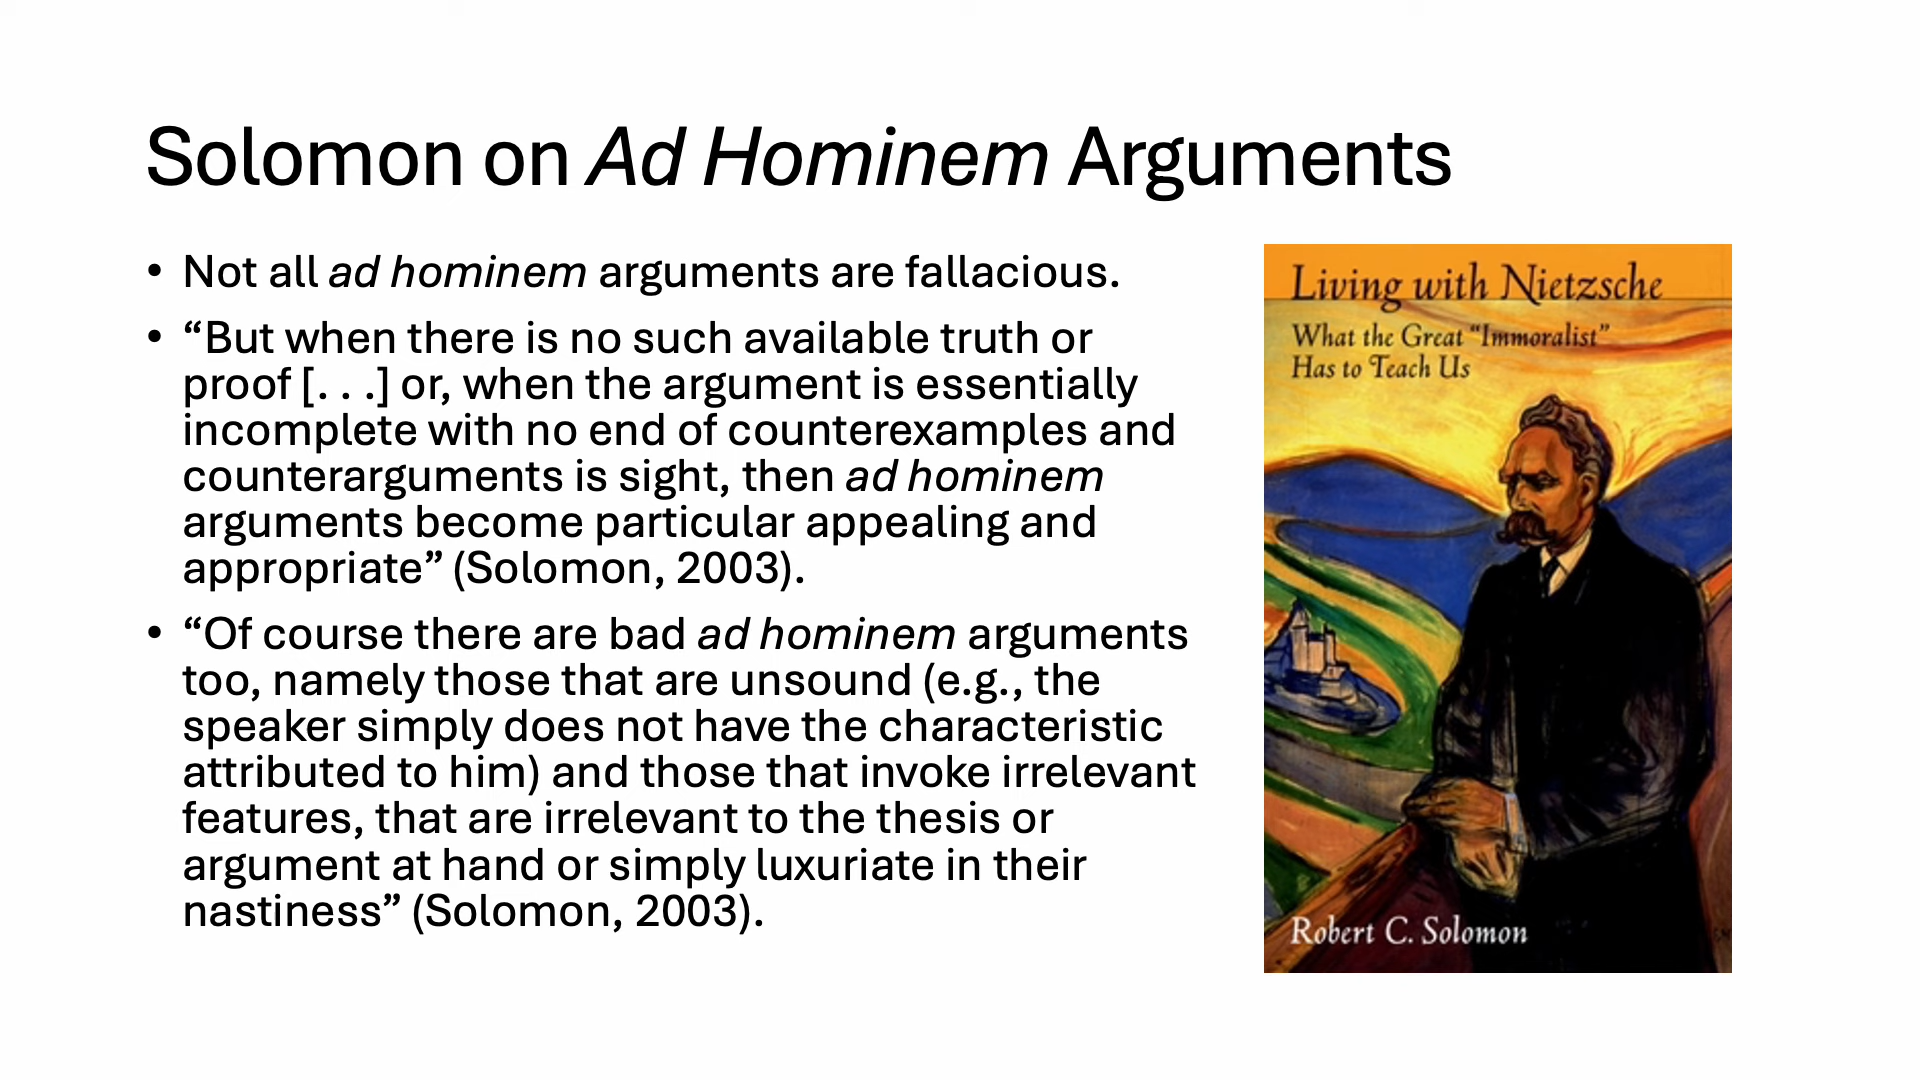 Solomon on Ad Hominem Arguments
• Not all ad hominem arguments are fallacious.
• “But when there is no such available truth or
proof [. . .] or, when the argument is essentially
incomplete with no end of counterexamples and
counterarguments is sight, then ad hominem
arguments become particular appealing and
appropriate” (Solomon, 2003).
• “Of course there are bad ad hominem arguments
too, namely those that are unsound (e.g., the
speaker simply does not have the characteristic
attributed to him) and those that invoke irrelevant
features, that are irrelevant to the thesis or
argument at hand or simply luxuriate in their
nastiness” (Solomon, 2003).
Living with Nietzsche
What the Great “Immoralist”
Has to Teach Us
Robert C. Solomon